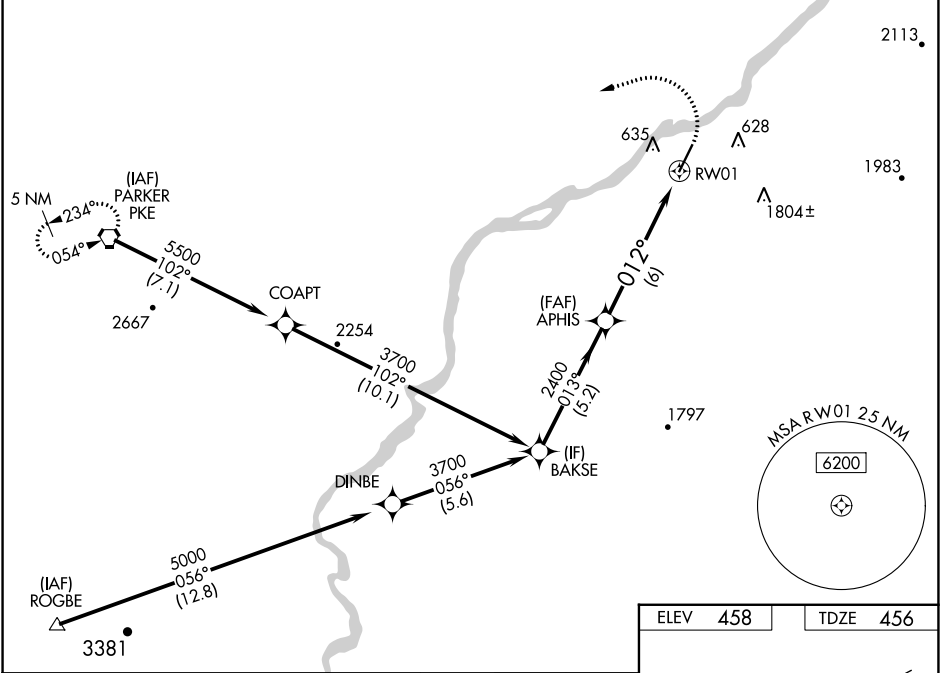 2113
635
628
RW01
1983
1804±
(IAF)
PARKER
PKE
5 NM
234°
054°
5500
102°
(7.1)
012°
(6)
COAPT
2667
2254
(FAF)
APHIS
3700
102°
(10.1)
2400
013°
(5.2)
1797
MSA RW01 25 NM
6200
(IF)
BAKSE
DINBE
3700
056°
(5.6)
5000
056°
(12.8)
(IAF)
ROGBE
3381
ELEV 458
TDZE 456